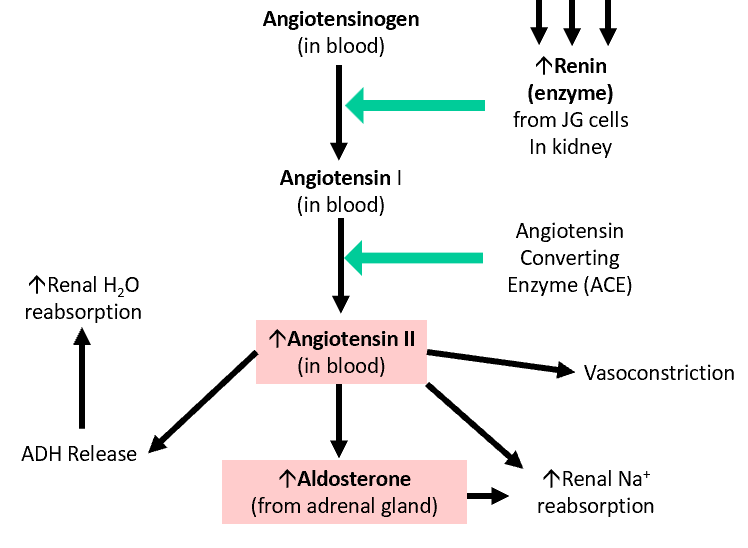 Angiotensinogen
(in blood)
↑Renin
(enzyme)
from JG cells
In kidney
Angiotensin I
(in blood)
Angiotensin
Converting
Enzyme (ACE)
↑Renal H₂O
reabsorption
↑Angiotensin II
(in blood)
Vasoconstriction
ADH Release
↑Aldosterone
(from adrenal gland)
↑Renal Na⁺
reabsorption